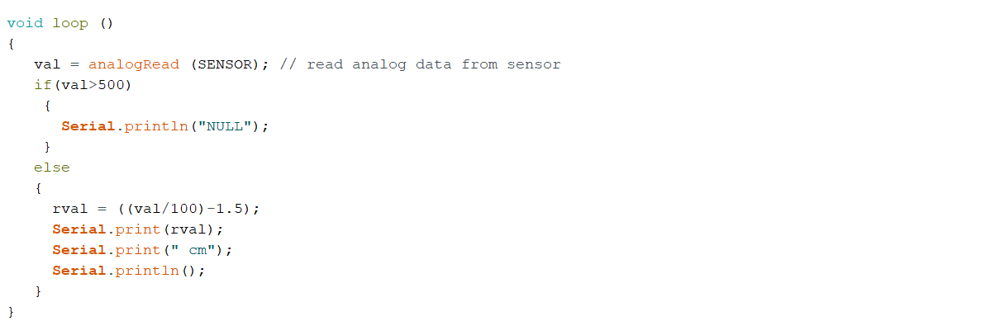 void loop ()
{
   val = analogRead (SENSOR); // read analog data from sensor
   if(val>500)
    {
      Serial.println("NULL");
    }
   else
   {
     rval = ((val/100)-1.5);
     Serial.print(rval);
     Serial.print(" cm");
     Serial.println();
   }
}